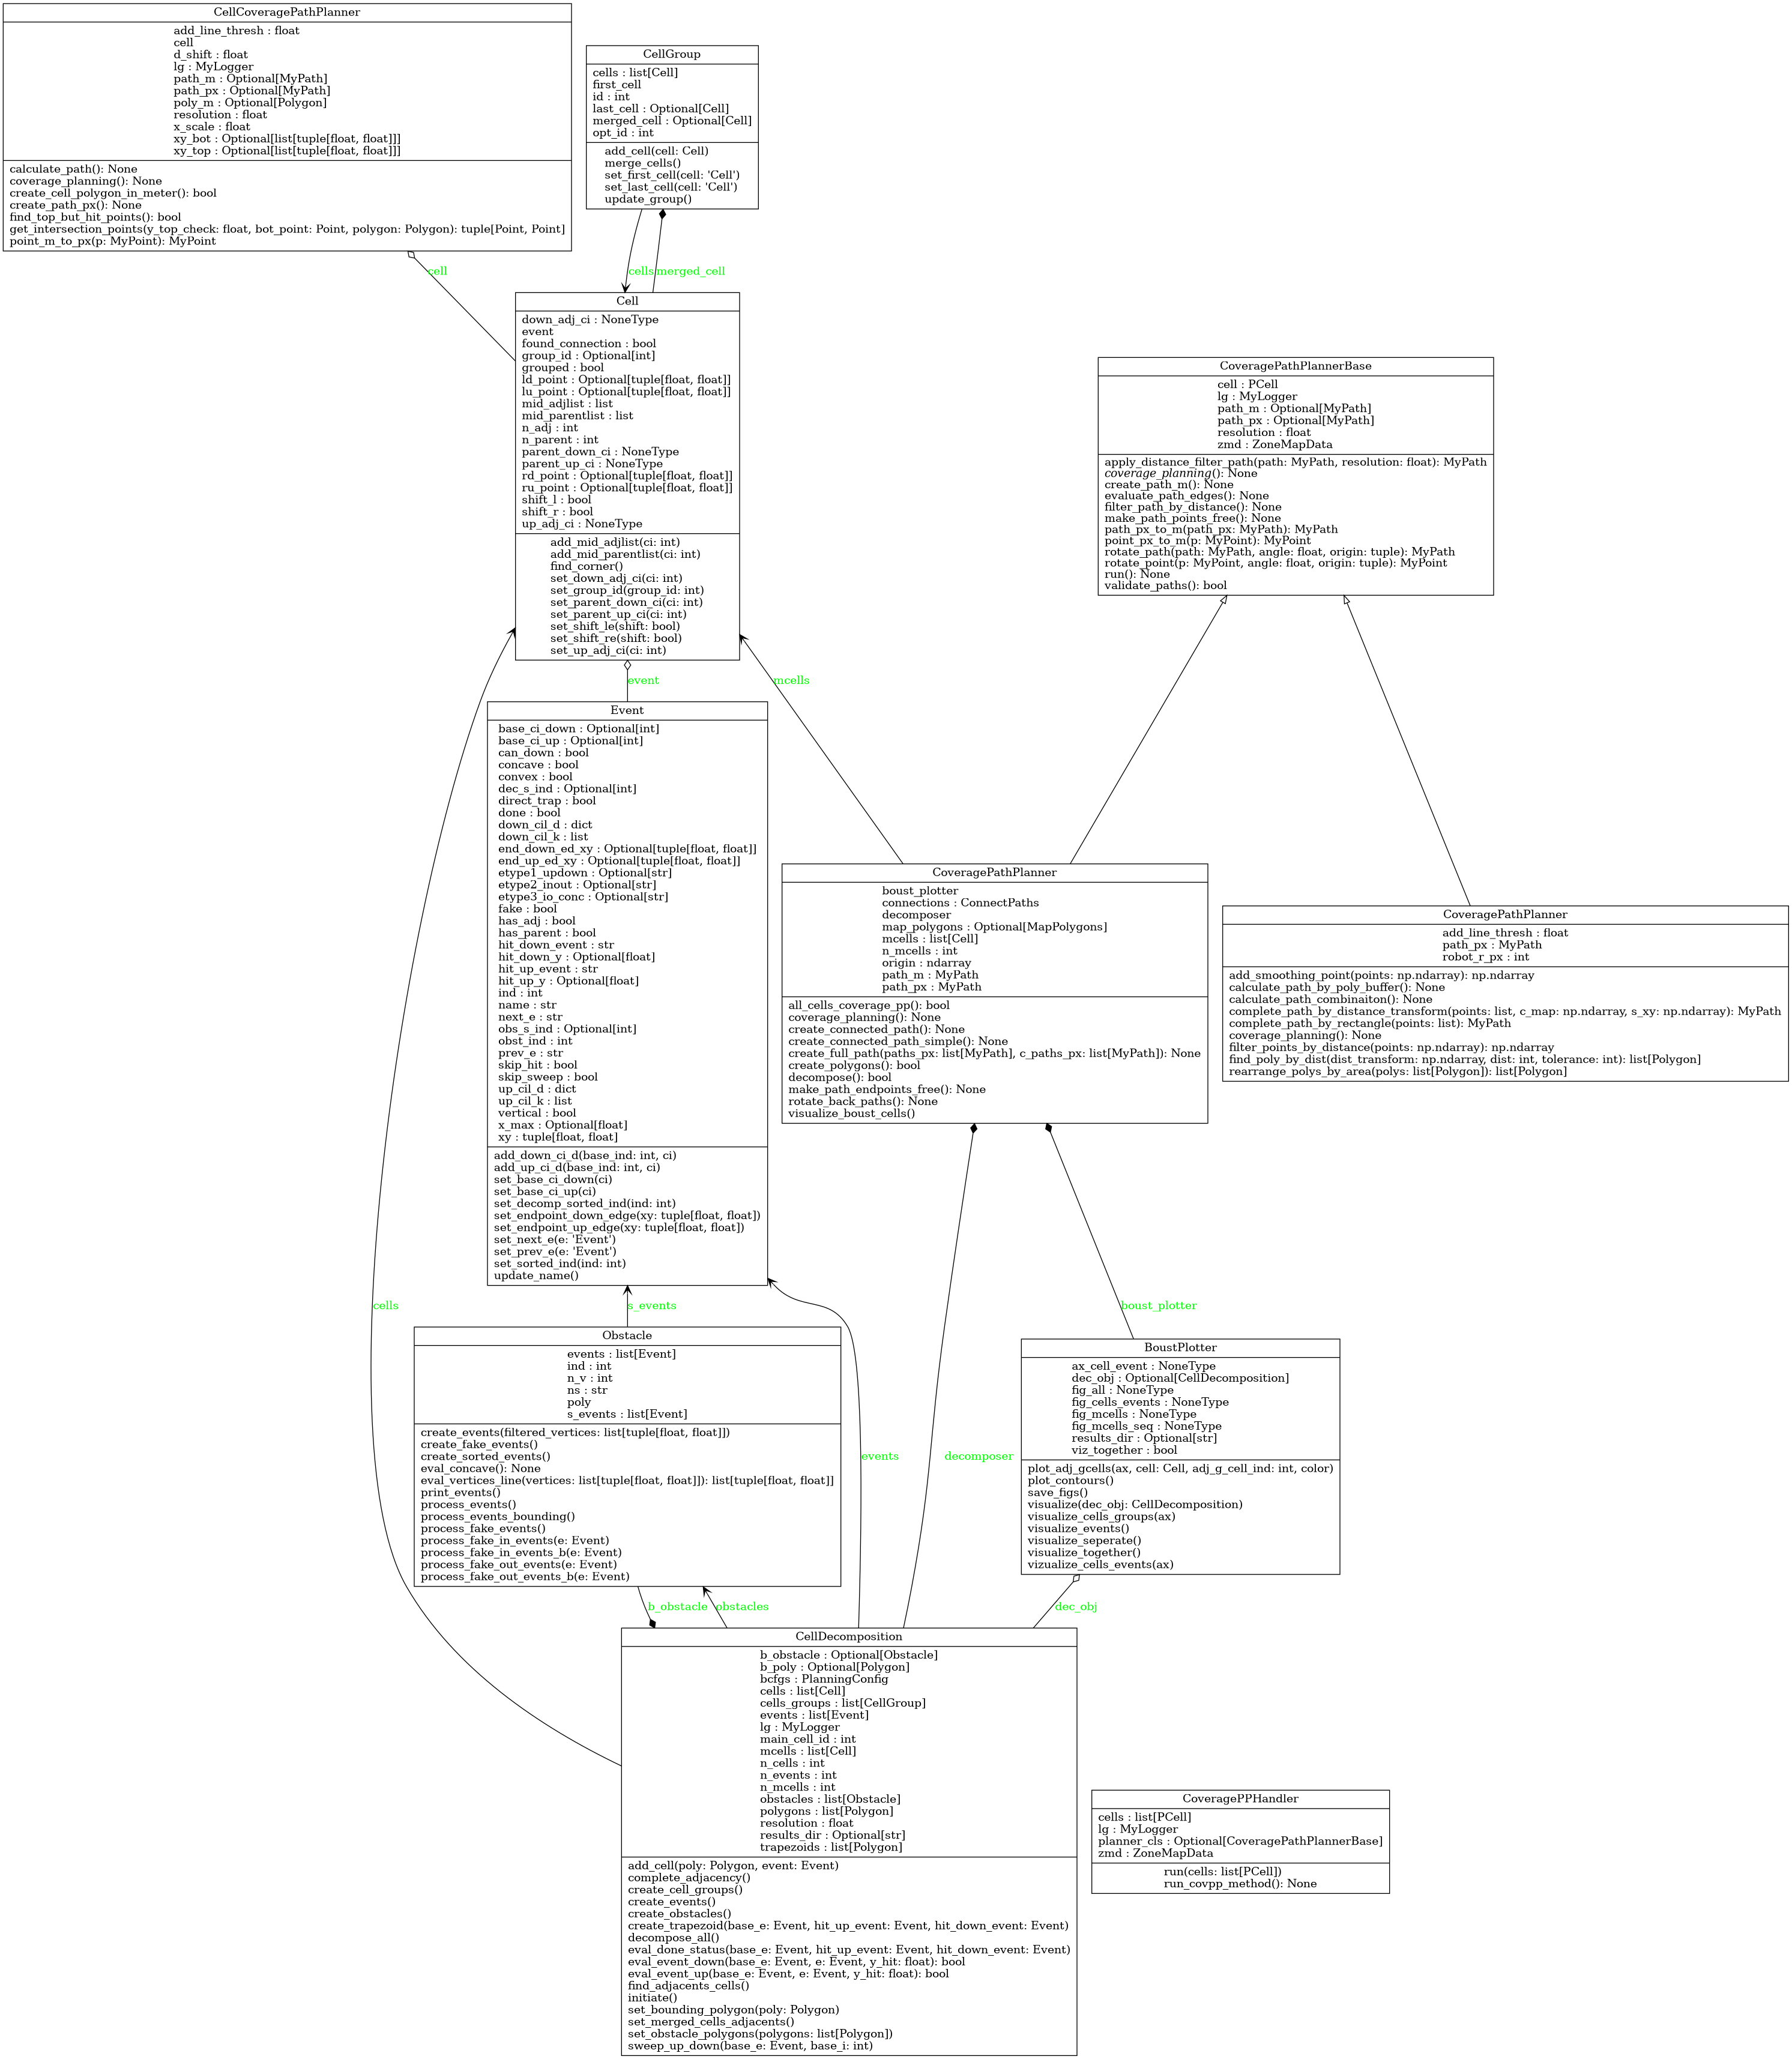 CellCoveragePathPlanner
add_line_thresh : float
cell
d_shift : float
lg : MyLogger
path_m : Optional[MyPath]
path_px : Optional[MyPath]
poly_m : Optional[Polygon]
resolution : float
x_scale : float
xy_bot : Optional[list[tuple[float, float]]]
xy_top : Optional[list[tuple[float, float]]]
calculate_path(): None
coverage_planning(): None
create_cell_polygon_in_meter(): bool
create_path_px(): None
find_top_but_hit_points(): bool
get_intersection_points(y_top_check: float, bot_point: Point, polygon: Polygon): tuple[Point, Point]
point_m_to_px(p: MyPoint): MyPoint
CellGroup
cells : list[Cell]
first_cell
id : int
last_cell : Optional[Cell]
merged_cell : Optional[Cell]
opt_id : int
add_cell(cell: Cell)
merge_cells()
set_first_cell(cell: 'Cell')
set_last_cell(cell: 'Cell')
update_group()
cell
cells
merged_cell
Cell
down_adj_ci : NoneType
event
found_connection : bool
group_id : Optional[int]
grouped : bool
ld_point : Optional[tuple[float, float]]
lu_point : Optional[tuple[float, float]]
mid_adjlist : list
mid_parentlist : list
n_adj : int
n_parent : int
parent_down_ci : NoneType
parent_up_ci : NoneType
rd_point : Optional[tuple[float, float]]
ru_point : Optional[tuple[float, float]]
shift_l : bool
shift_r : bool
up_adj_ci : NoneType
add_mid_adjlist(ci: int)
add_mid_parentlist(ci: int)
find_corner()
set_down_adj_ci(ci: int)
set_group_id(group_id: int)
set_parent_down_ci(ci: int)
set_parent_up_ci(ci: int)
set_shift_le(shift: bool)
set_shift_re(shift: bool)
set_up_adj_ci(ci: int)
CoveragePathPlannerBase
cell : PCell
lg : MyLogger
path_m : Optional[MyPath]
path_px : Optional[MyPath]
resolution : float
zmd : ZoneMapData
apply_distance_filter_path(path: MyPath, resolution: float): MyPath
coverage_planning(): None
create_path_m(): None
evaluate_path_edges(): None
filter_path_by_distance(): None
make_path_points_free(): None
path_px_to_m(path_px: MyPath): MyPath
point_px_to_m(p: MyPoint): MyPoint
rotate_path(path: MyPath, angle: float, origin: tuple): MyPath
rotate_point(p: MyPoint, angle: float, origin: tuple): MyPoint
run(): None
validate_paths(): bool
event
mcells
Event
base_ci_down : Optional[int]
base_ci_up : Optional[int]
can_down : bool
concave : bool
convex : bool
dec_s_ind : Optional[int]
direct_trap : bool
done : bool
down_cil_d : dict
down_cil_k : list
end_down_ed_xy : Optional[tuple[float, float]]
end_up_ed_xy : Optional[tuple[float, float]]
etype1_updown : Optional[str]
etype2_inout : Optional[str]
etype3_io_conc : Optional[str]
fake : bool
has_adj : bool
has_parent : bool
hit_down_event : str
hit_down_y : Optional[float]
hit_up_event : str
hit_up_y : Optional[float]
ind : int
name : str
next_e : str
obs_s_ind : Optional[int]
obst_ind : int
prev_e : str
skip_hit : bool
skip_sweep : bool
up_cil_d : dict
up_cil_k : list
vertical : bool
x_max : Optional[float]
xy : tuple[float, float]
add_down_ci_d(base_ind: int, ci)
add_up_ci_d(base_ind: int, ci)
set_base_ci_down(ci)
set_base_ci_up(ci)
set_decomp_sorted_ind(ind: int)
set_endpoint_down_edge(xy: tuple[float, float])
set_endpoint_up_edge(xy: tuple[float, float])
set_next_e(e: 'Event')
set_prev_e(e: 'Event')
set_sorted_ind(ind: int)
update_name()
CoveragePathPlanner
boust_plotter
connections : ConnectPaths
decomposer
map_polygons : Optional[MapPolygons]
mcells : list[Cell]
n_mcells : int
origin : ndarray
path_m : MyPath
path_px : MyPath
all_cells_coverage_pp(): bool
coverage_planning(): None
create_connected_path(): None
create_connected_path_simple(): None
create_full_path(paths_px: list[MyPath], c_paths_px: list[MyPath]): None
create_polygons(): bool
decompose(): bool
make_path_endpoints_free(): None
rotate_back_paths(): None
visualize_boust_cells()
CoveragePathPlanner
add_line_thresh : float
path_px : MyPath
robot_r_px : int
add_smoothing_point(points: np.ndarray): np.ndarray
calculate_path_by_poly_buffer(): None
calculate_path_combinaiton(): None
complete_path_by_distance_transform(points: list, c_map: np.ndarray, s_xy: np.ndarray): MyPath
complete_path_by_rectangle(points: list): MyPath
coverage_planning(): None
filter_points_by_distance(points: np.ndarray): np.ndarray
find_poly_by_dist(dist_transform: np.ndarray, dist: int, tolerance: int): list[Polygon]
rearrange_polys_by_area(polys: list[Polygon]): list[Polygon]
cells
s_events
boust_plotter
Obstacle
events : list[Event]
ind : int
n_v : int
ns : str
poly
s_events : list[Event]
create_events(filtered_vertices: list[tuple[float, float]])
create_fake_events()
create_sorted_events()
eval_concave(): None
eval_vertices_line(vertices: list[tuple[float, float]]): list[tuple[float, float]]
print_events()
process_events()
process_events_bounding()
process_fake_events()
process_fake_in_events(e: Event)
process_fake_in_events_b(e: Event)
process_fake_out_events(e: Event)
process_fake_out_events_b(e: Event)
events
decomposer
BoustPlotter
ax_cell_event : NoneType
dec_obj : Optional[CellDecomposition]
fig_all : NoneType
fig_cells_events : NoneType
fig_mcells : NoneType
fig_mcells_seq : NoneType
results_dir : Optional[str]
viz_together : bool
plot_adj_gcells(ax, cell: Cell, adj_g_cell_ind: int, color)
plot_contours()
save_figs()
visualize(dec_obj: CellDecomposition)
visualize_cells_groups(ax)
visualize_events()
visualize_seperate()
visualize_together()
vizualize_cells_events(ax)
b_obstacle
obstacles
dec_obj
CellDecomposition
b_obstacle : Optional[Obstacle]
b_poly : Optional[Polygon]
bcfgs : PlanningConfig
cells : list[Cell]
cells_groups : list[CellGroup]
events : list[Event]
lg : MyLogger
main_cell_id : int
mcells : list[Cell]
n_cells : int
n_events : int
n_mcells : int
obstacles : list[Obstacle]
polygons : list[Polygon]
resolution : float
results_dir : Optional[str]
trapezoids : list[Polygon]
add_cell(poly: Polygon, event: Event)
complete_adjacency()
create_cell_groups()
create_events()
create_obstacles()
create_trapezoid(base_e: Event, hit_up_event: Event, hit_down_event: Event)
decompose_all()
eval_done_status(base_e: Event, hit_up_event: Event, hit_down_event: Event)
eval_event_down(base_e: Event, e: Event, y_hit: float): bool
eval_event_up(base_e: Event, e: Event, y_hit: float): bool
find_adjacents_cells()
initiate()
set_bounding_polygon(poly: Polygon)
set_merged_cells_adjacents()
set_obstacle_polygons(polygons: list[Polygon])
sweep_up_down(base_e: Event, base_i: int)
CoveragePPHandler
cells : list[PCell]
lg : MyLogger
planner_cls : Optional[CoveragePathPlannerBase]
zmd : ZoneMapData
run(cells: list[PCell])
run_covpp_method(): None